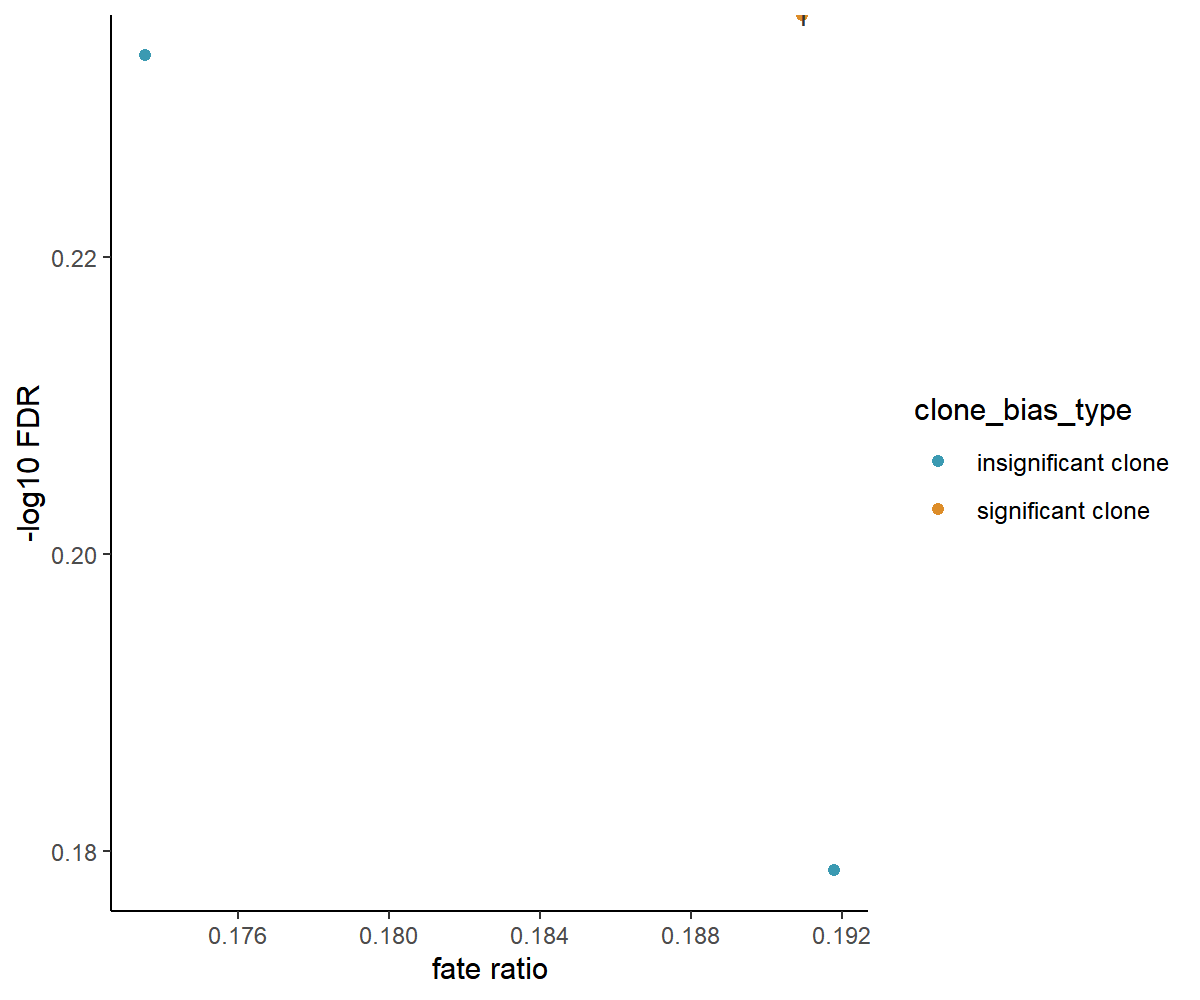 0.22
0.20
0.18
-log10 FDR
0.176
0.180
0.184
0.188
0.192
fate ratio
clone_bias_type
insignificant clone
significant clone